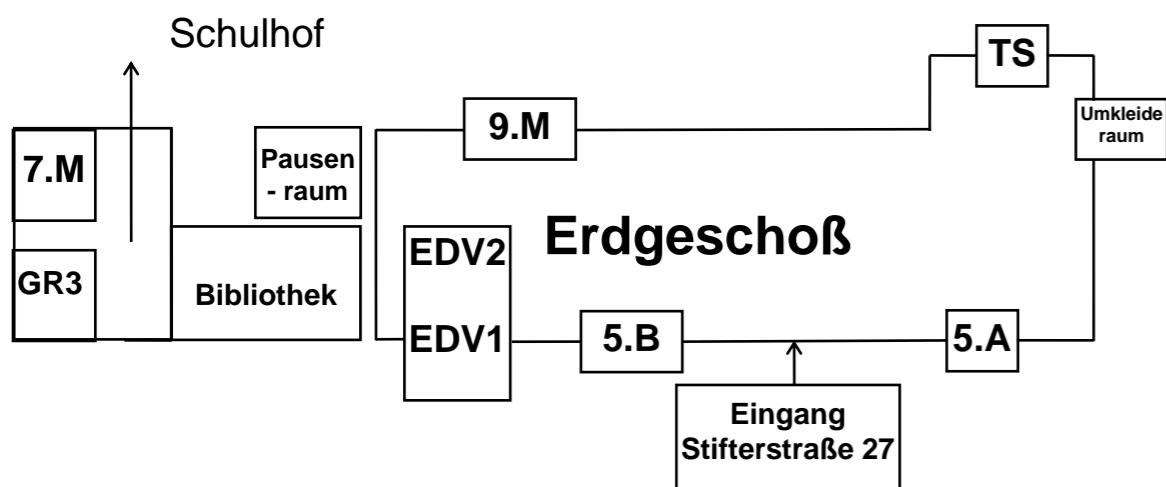 Schulhof
TS
9.M
Umkleide
raum
7.M
Pausen
- raum
Erdgeschoß
EDV2
GR3
Bibliothek
EDV1
5.B
5.A
Eingang
Stifterstraße 27